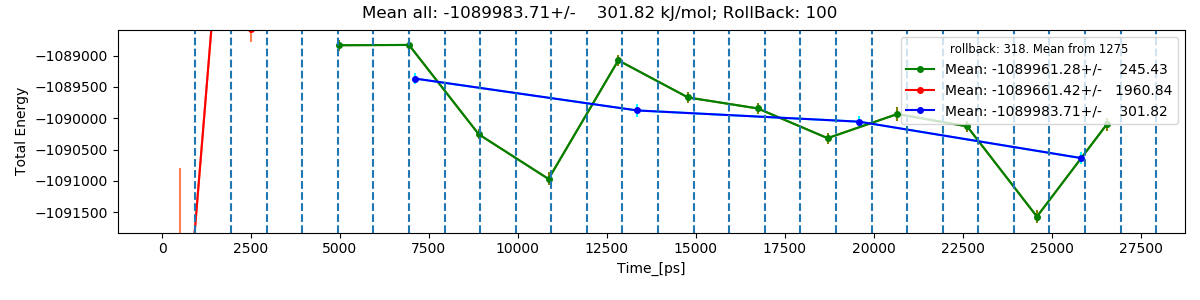 Mean all: -1089983.71+/-    301.82 kJ/mol; RollBack: 100
rollback: 318. Mean from 1275
Mean: -1089961.28+/-    245.43
Mean: -1089661.42+/-   1960.84
Mean: -1089983.71+/-    301.82
Total Energy
−1089000
−1089500
−1090000
−1090500
−1091000
−1091500
0 2500 5000 7500 10000 12500 15000 17500 20000 22500 25000 27500
Time_[ps]